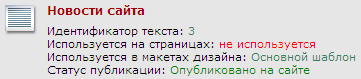 Новости сайта
Идентификатор текста: 3
Используется на страницах: не используется
Используется в макетах дизайна: Основной шаблон
Статус публикации: Опубликовано на сайте